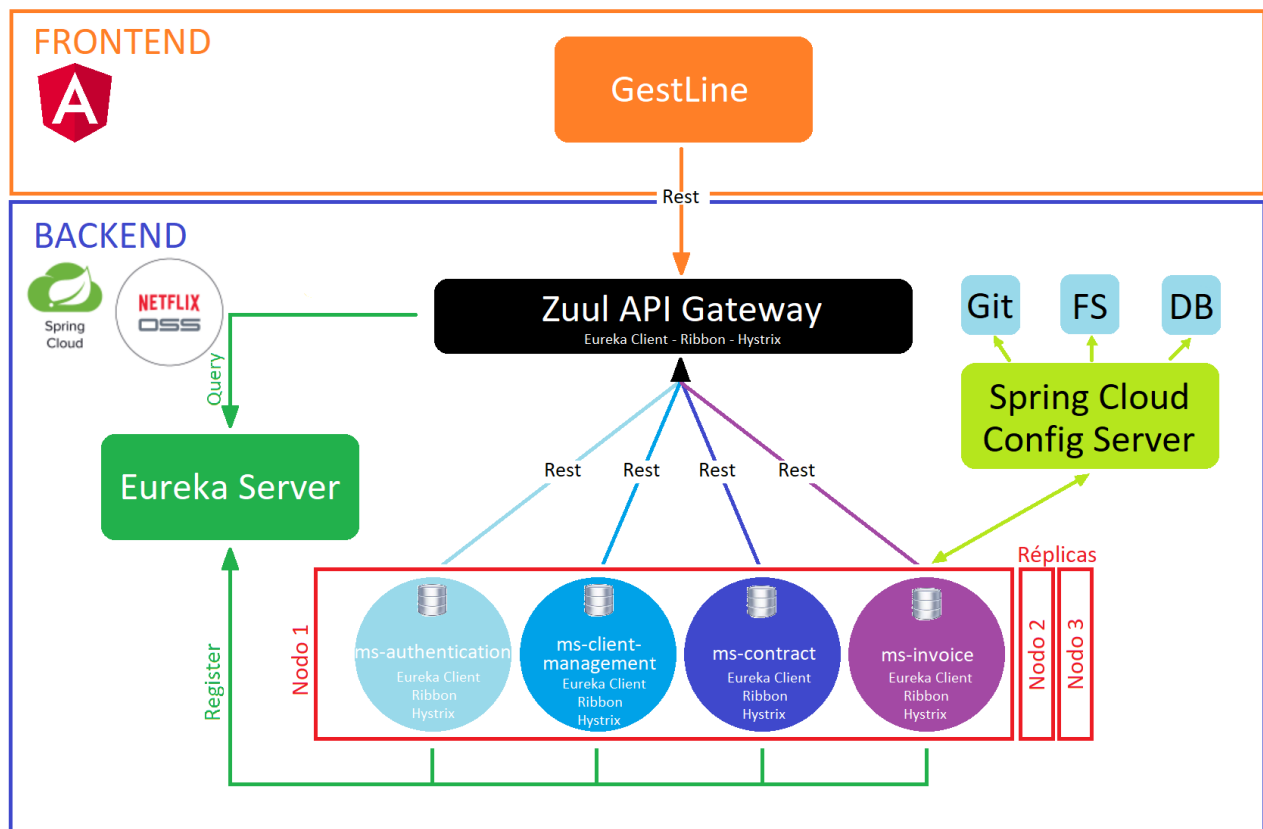 FRONTEND
A
GestLine
Rest
BACKEND
Spring
Cloud
NETFLIX
OSS
Zuul API Gateway
Eureka Client - Ribbon - Hystrix
Git
FS
DB
Spring Cloud
Config Server
Query
Eureka Server
Rest
Rest
Rest
Rest
Register
Réplicas
Nodo 1
ms-authentication
Eureka Client
Ribbon
Hystrix
ms-client-
management
Eureka Client
Ribbon
Hystrix
ms-contract
Eureka Client
Ribbon
Hystrix
ms-invoice
Eureka Client
Ribbon
Hystrix
Nodo 2
Nodo 3